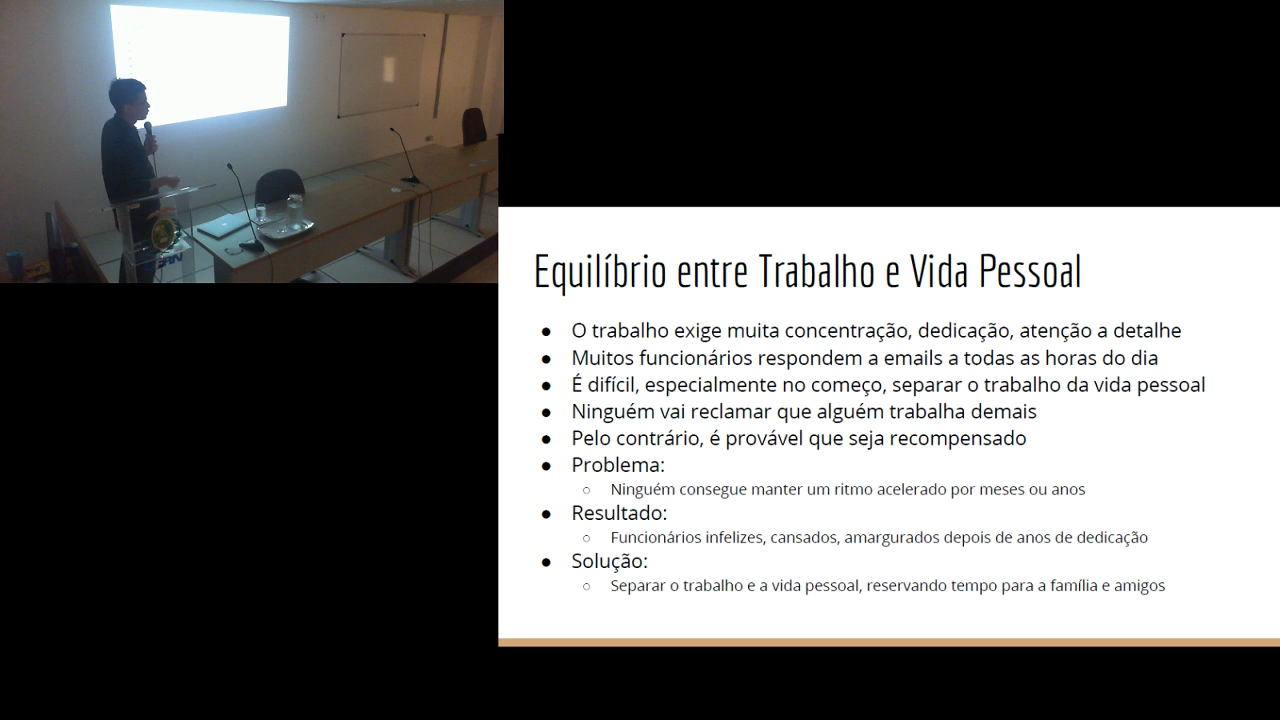 Equilíbrio entre Trabalho e Vida Pessoal
● O trabalho exige muita concentração, dedicação, atenção a detalhe
● Muitos funcionários respondem a emails a todas as horas do dia
● É difícil, especialmente no começo, separar o trabalho da vida pessoal
● Ninguém vai reclamar que alguém trabalha demais
● Pelo contrário, é provável que seja recompensado
● Problema:
○ Ninguém consegue manter um ritmo acelerado por meses ou anos
● Resultado:
○ Funcionários infelizes, cansados, amargurados depois de anos de dedicação
● Solução:
○ Separar o trabalho e a vida pessoal, reservando tempo para a família e amigos